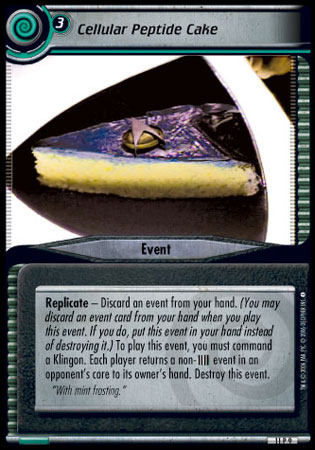 3 Cellular Peptide Cake
Event
Replicate – Discard an event from your hand. (You may
discard an event card from your hand when you play
this event. If you do, put this event in your hand instead
of destroying it.) To play this event, you must command
a Klingon. Each player returns a non- event in an
opponent's core to its owner's hand. Destroy this event.
"With mint frosting."
11 P 9